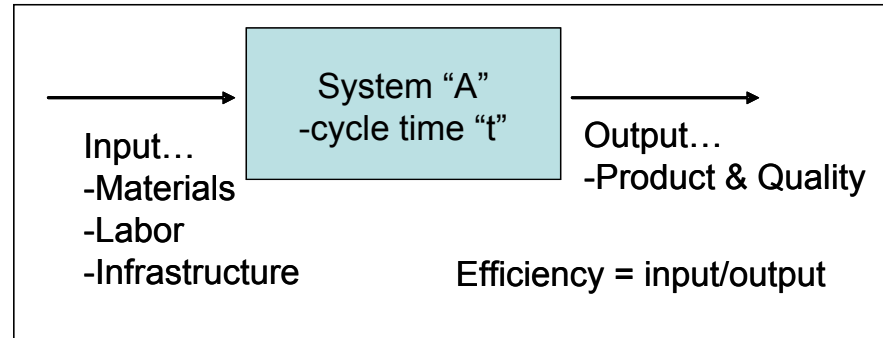 System “A”
-cycle time “t”
Input…
-Materials
-Labor
-Infrastructure
Output…
-Product & Quality
Efficiency = input/output